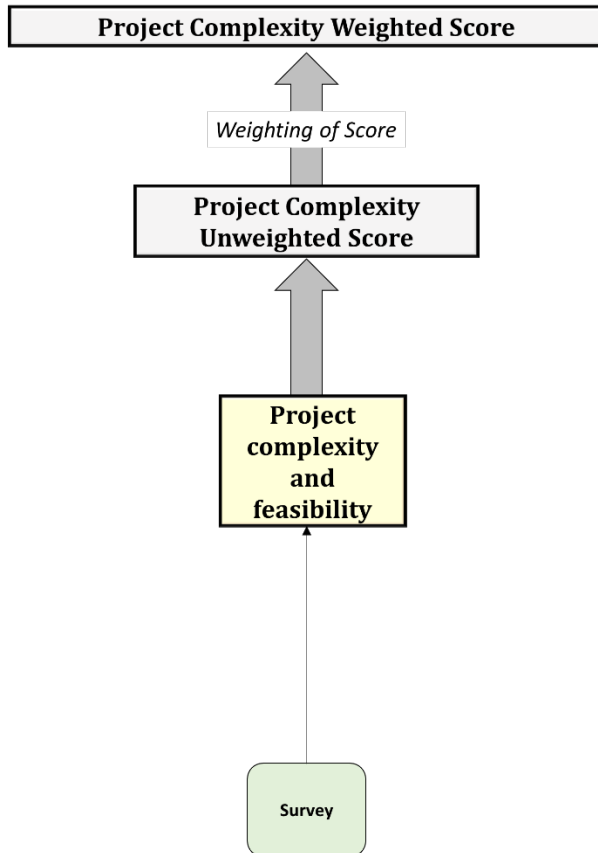 Project Complexity Weighted Score
Weighting of Score
Project Complexity
Unweighted Score
Project
complexity
and
feasibility
Survey